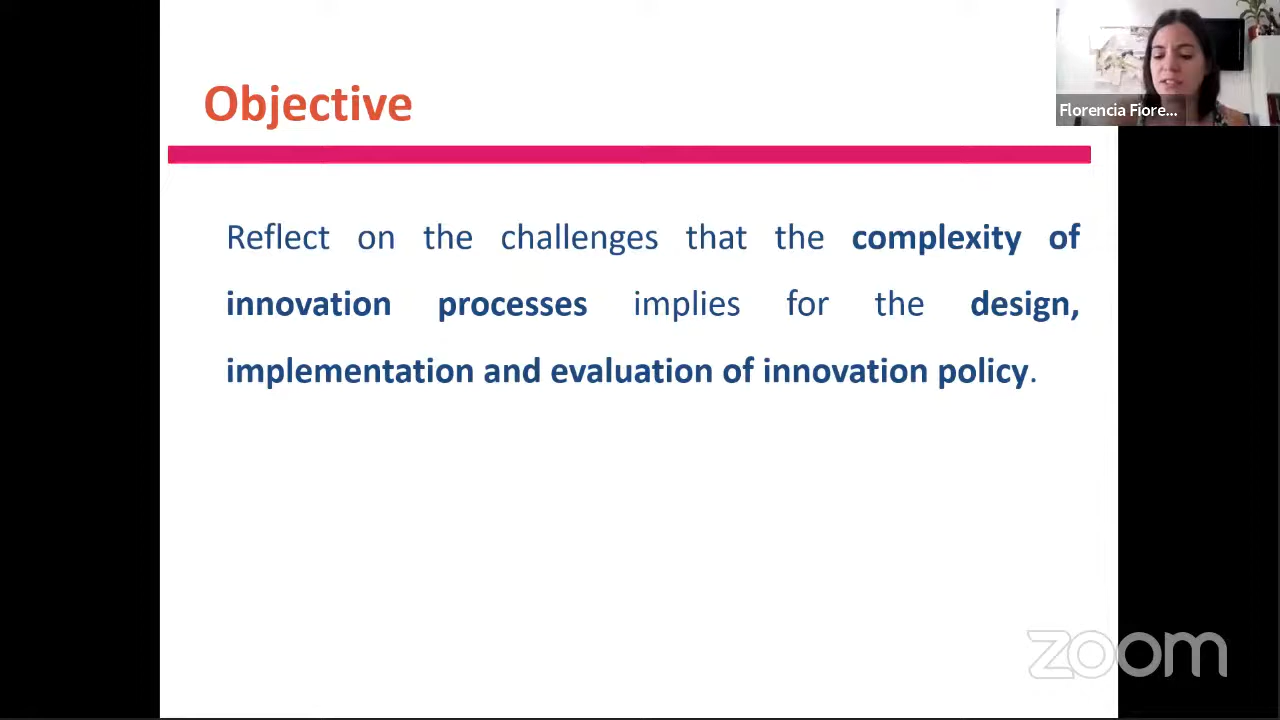 Objective
Florencia Fiore...
Reflect on the challenges that the complexity of
innovation processes implies for the design,
implementation and evaluation of innovation policy.
zoom